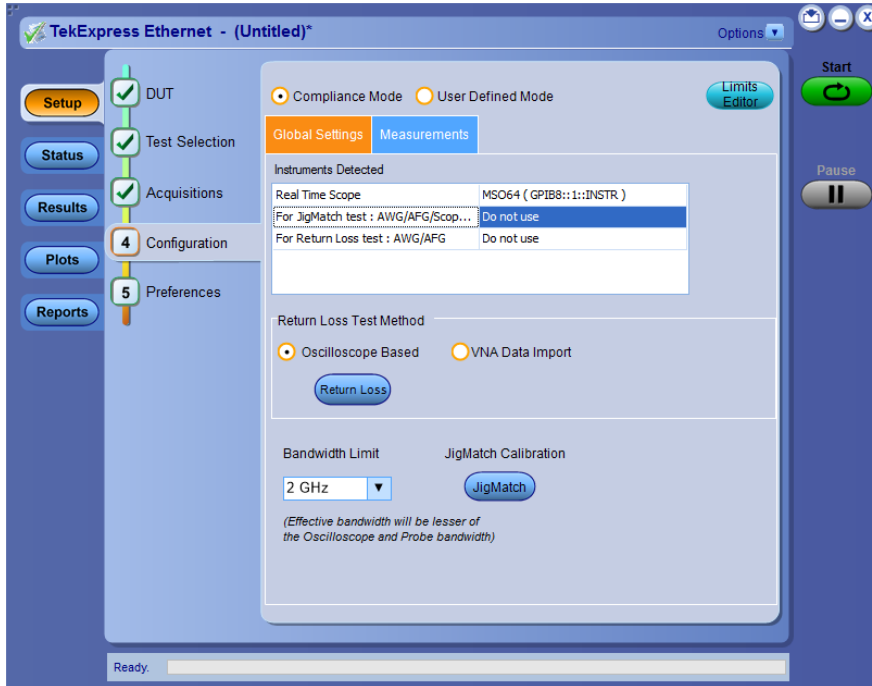 TekExpress Ethernet - (Untitled)*
Options
Start
Pause
Setup
Status
Results
Plots
Reports
DUT
Test Selection
Acquisitions
4 Configuration
5 Preferences
Compliance Mode User Defined Mode
Limits
Editor
Global Settings Measurements
Instruments Detected
Real Time Scope MSO64 ( GPIB8::1::INSTR )
For JigMatch test : AWG/AFG/Scop... Do not use
For Return Loss test : AWG/AFG Do not use
Return Loss Test Method
Oscilloscope Based VNA Data Import
Return Loss
Bandwidth Limit JigMatch Calibration
2 GHz JigMatch
(Effective bandwidth will be lesser of
the Oscilloscope and Probe bandwidth)
Ready.